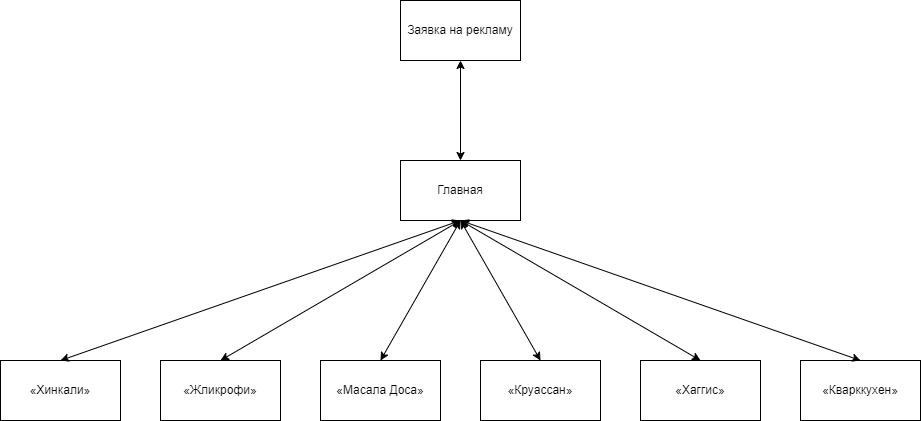 Заявка на рекламу
Главная
«Хинкали»
«Жликрофи»
«Масала Доса»
«Круассан»
«Хаггис»
«Кварккухен»